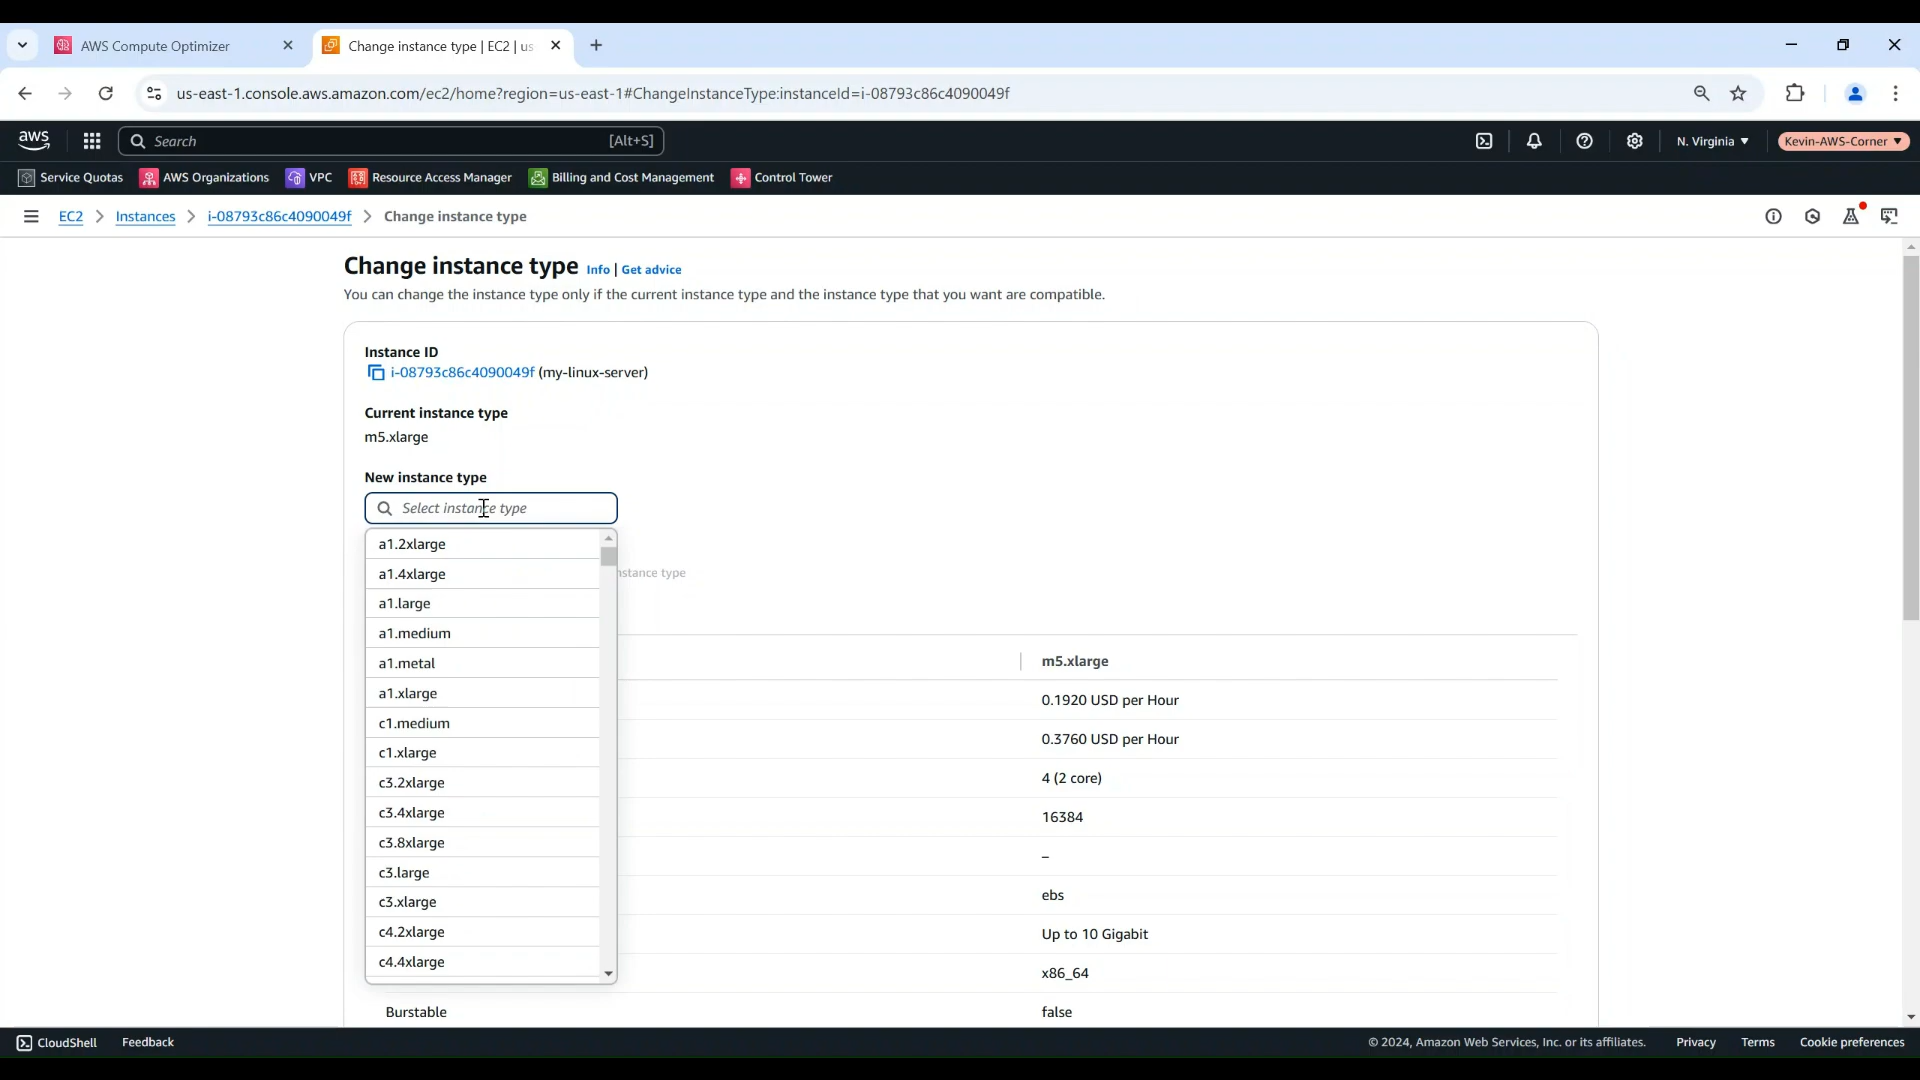 AWS Compute Optimizer
Change instance type | EC2 | us
us-east-1.console.aws.amazon.com/ec2/home?region=us-east-1#ChangeInstanceType:instanceId=i-08793c86c4090049f
aws
Search
[Alt+S]
N. Virginia
Kevin-AWS-Corner
Service Quotas
AWS Organizations
VPC
Resource Access Manager
Billing and Cost Management
Control Tower
EC2
Instances
i-08793c86c4090049f
Change instance type
Change instance type Info | Get advice
You can change the instance type only if the current instance type and the instance type that you want are compatible.
Instance ID
i-08793c86c4090049f (my-linux-server)
Current instance type
m5.xlarge
New instance type
Select instance type
a1.2xlarge
a1.4xlarge
a1.large
a1.medium
a1.metal
a1.xlarge
c1.medium
c1.xlarge
c3.2xlarge
c3.4xlarge
c3.8xlarge
c3.large
c3.xlarge
c4.2xlarge
c4.4xlarge
nstance type
m5.xlarge
0.1920 USD per Hour
0.3760 USD per Hour
4 (2 core)
16384
–
ebs
Up to 10 Gigabit
x86_64
Burstable
false
CloudShell
Feedback
© 2024, Amazon Web Services, Inc. or its affiliates.
Privacy
Terms
Cookie preferences